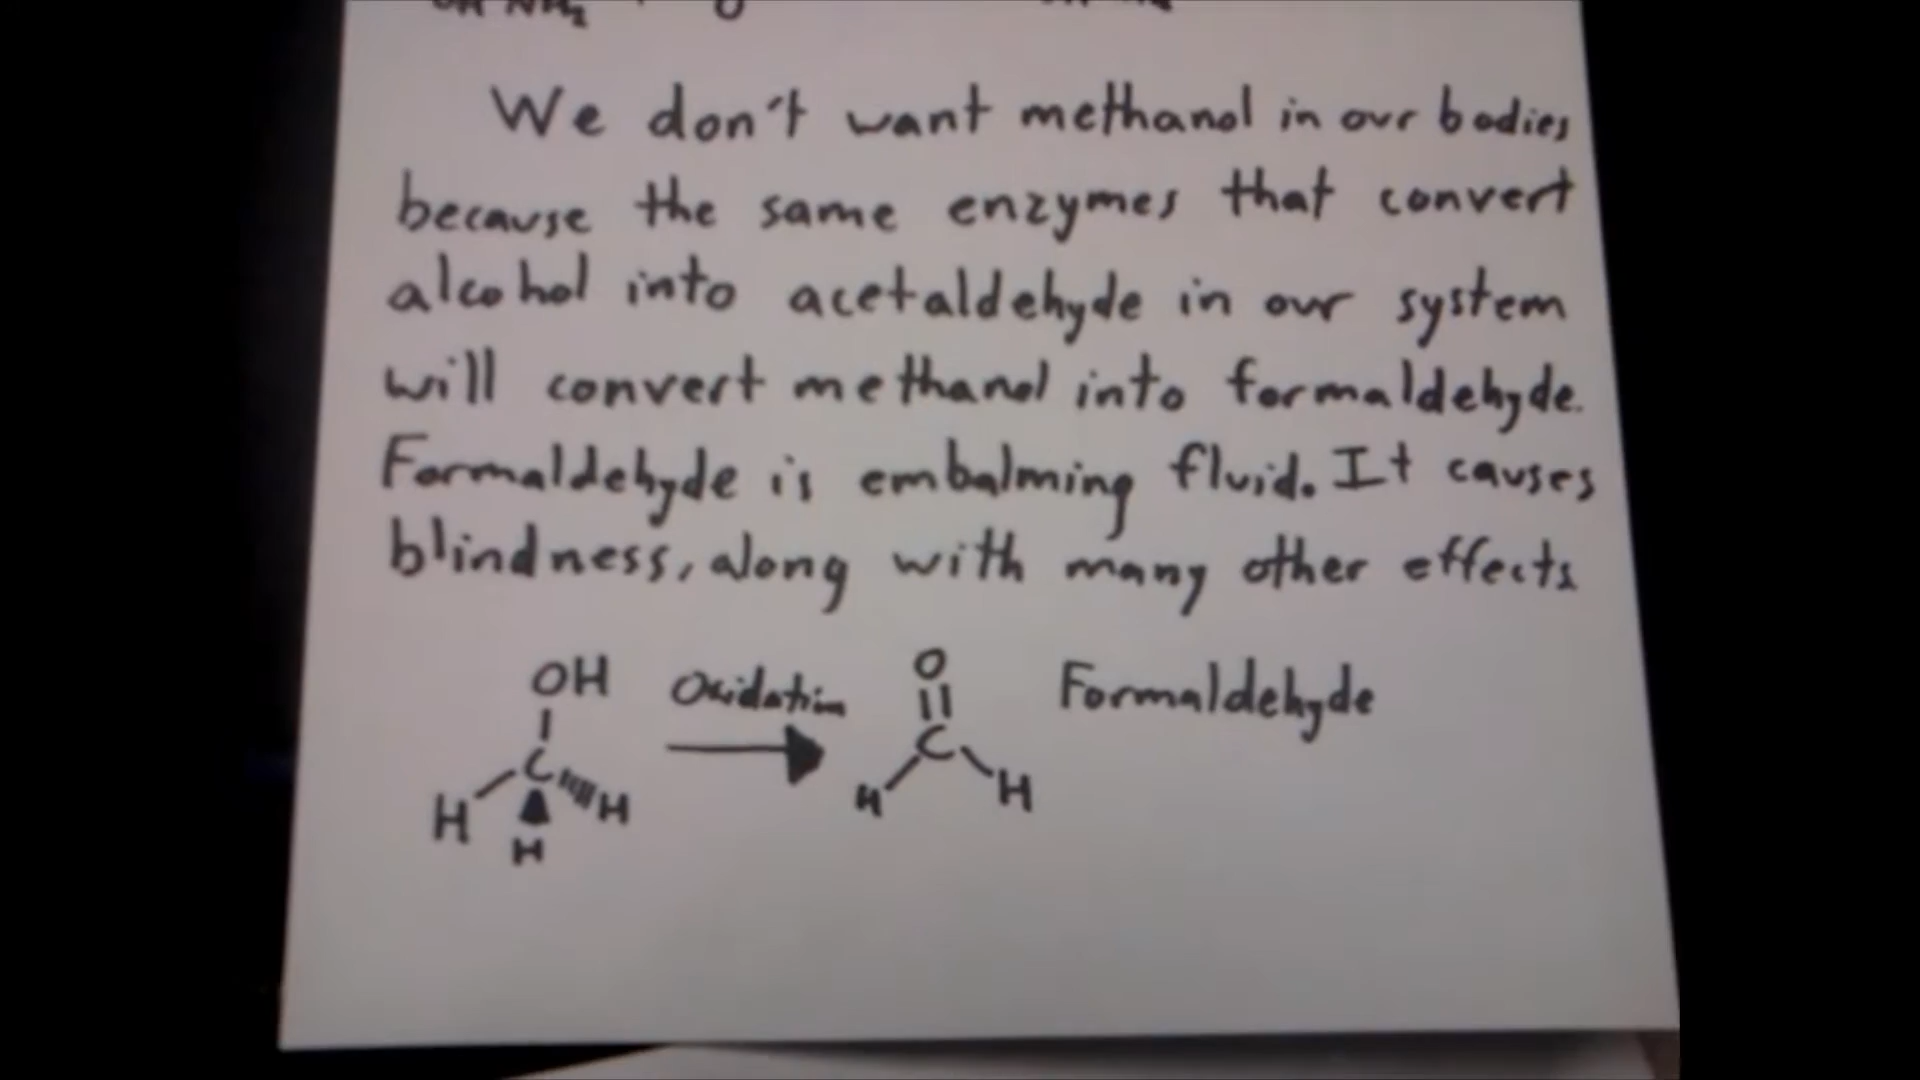 We don't want methanol in our bodies
because the same enzymes that convert
alcohol into acetaldehyde in our system
will convert methanol into formaldehyde.
Formaldehyde is embalming fluid. It causes
blindness, along with many other effects
OH Oxidation O Formaldehyde
C C
H H H H
H